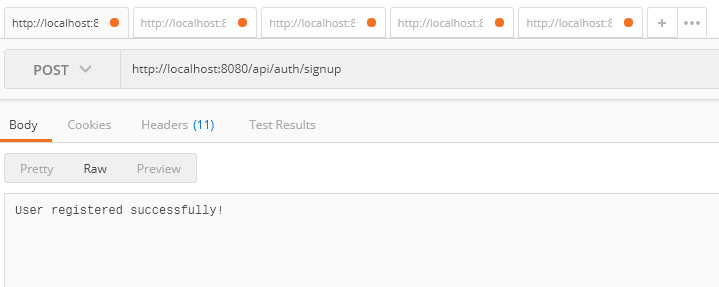 http://localhost:8 http://localhost:8 http://localhost:8 http://localhost:8 http://localhost:8 + •••
POST http://localhost:8080/api/auth/signup
Body Cookies Headers (11) Test Results
Pretty Raw Preview
User registered successfully!